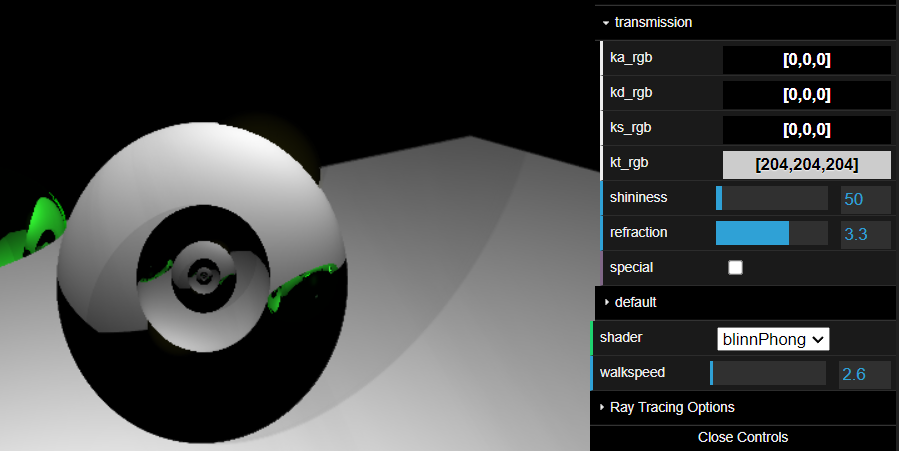 transmission
ka_rgb [0,0,0]
kd_rgb [0,0,0]
ks_rgb [0,0,0]
kt_rgb [204,204,204]
shininess 50
refraction 3.3
special
default
shader blinnPhong
walkspeed 2.6
Ray Tracing Options
Close Controls